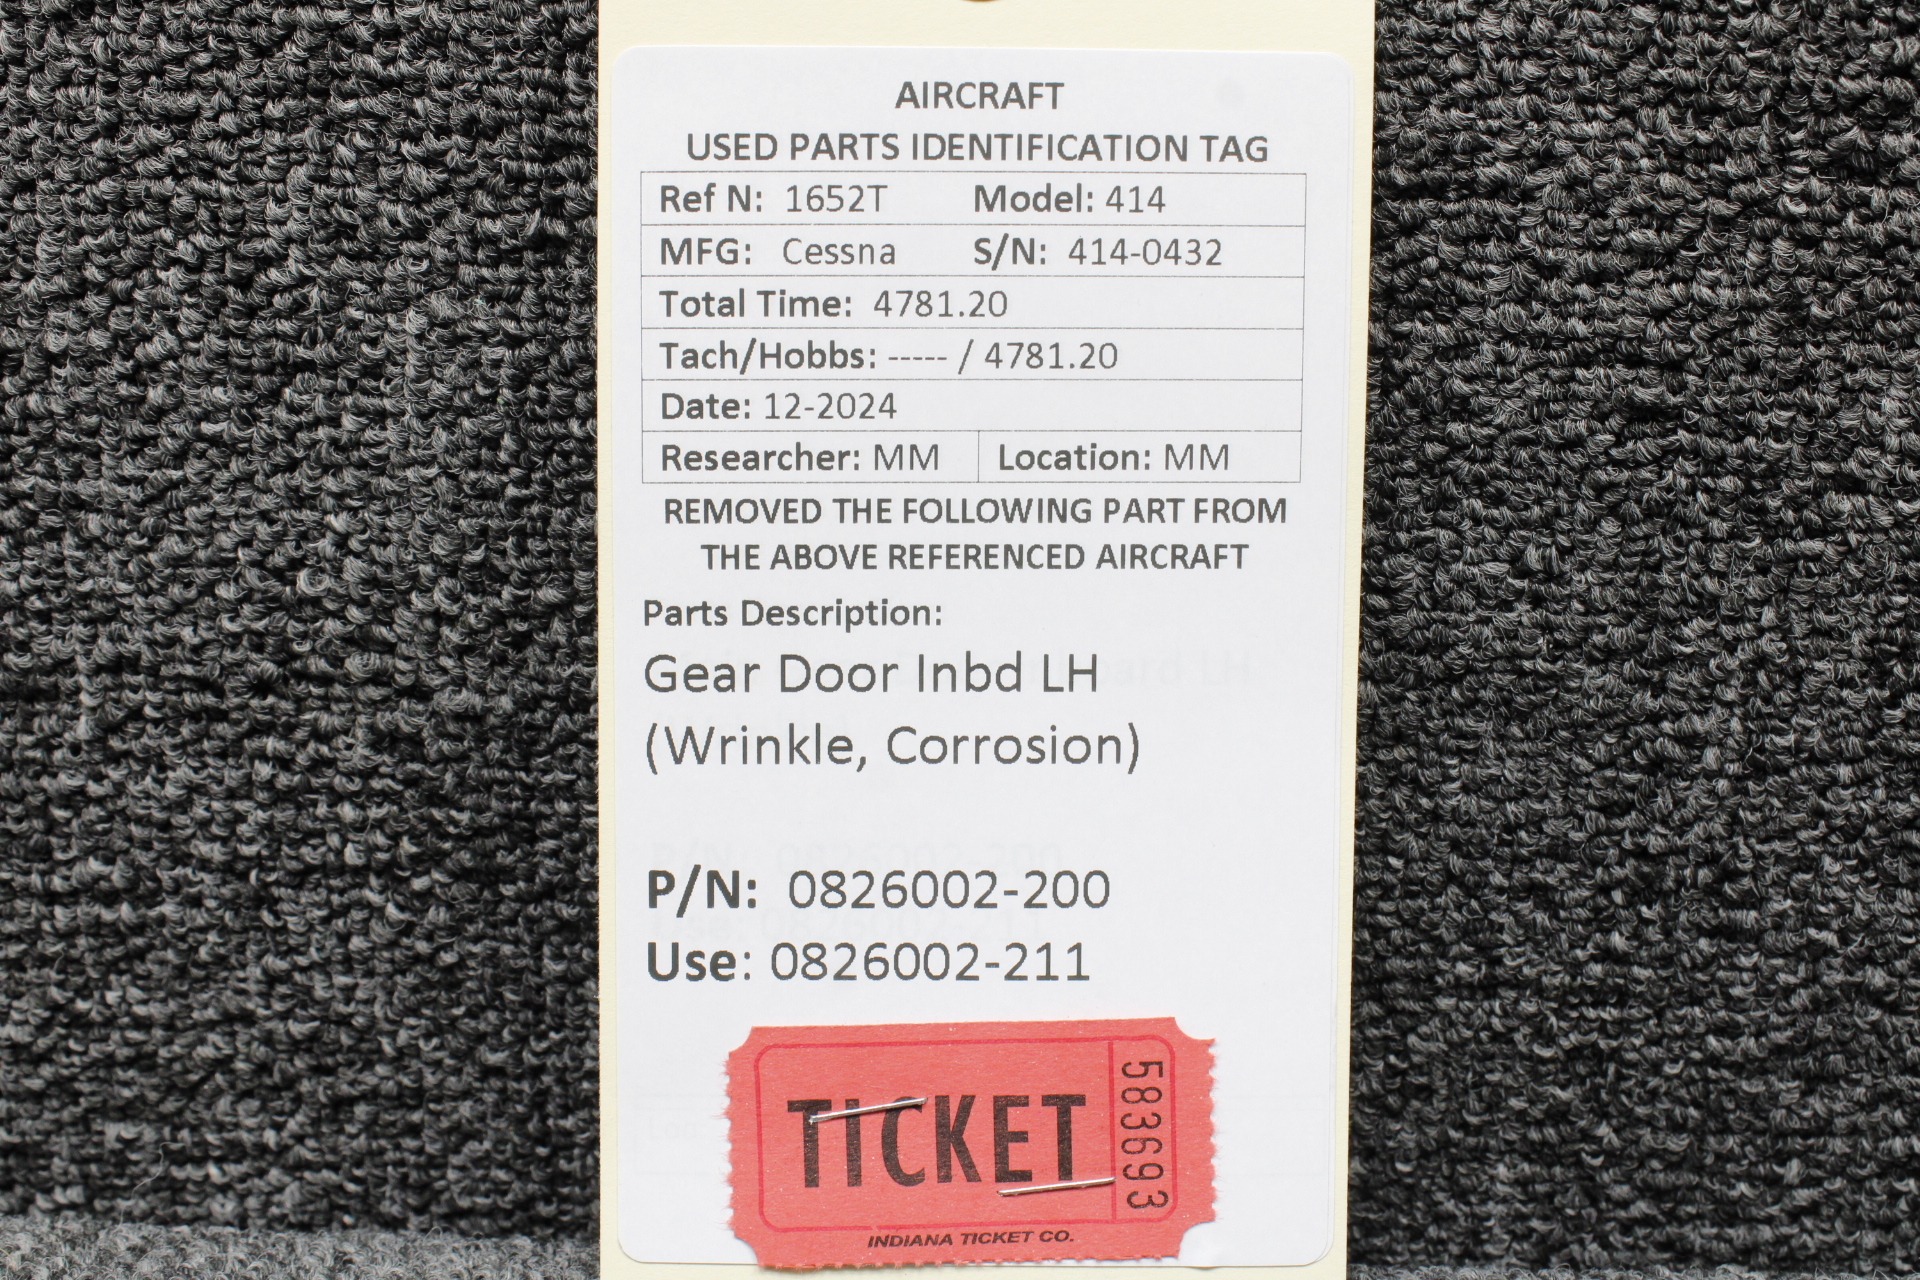 AIRCRAFT
USED PARTS IDENTIFICATION TAG
Ref N: 1652T Model: 414
MFG: Cessna S/N: 414-0432
Total Time: 4781.20
Tach/Hobbs: ----- / 4781.20
Date: 12-2024
Researcher: MM Location: MM
REMOVED THE FOLLOWING PART FROM
THE ABOVE REFERENCED AIRCRAFT
Parts Description:
Gear Door Inbd LH
(Wrinkle, Corrosion)
P/N: 0826002-200
Use: 0826002-211
TICKET
583693
INDIANA TICKET CO.